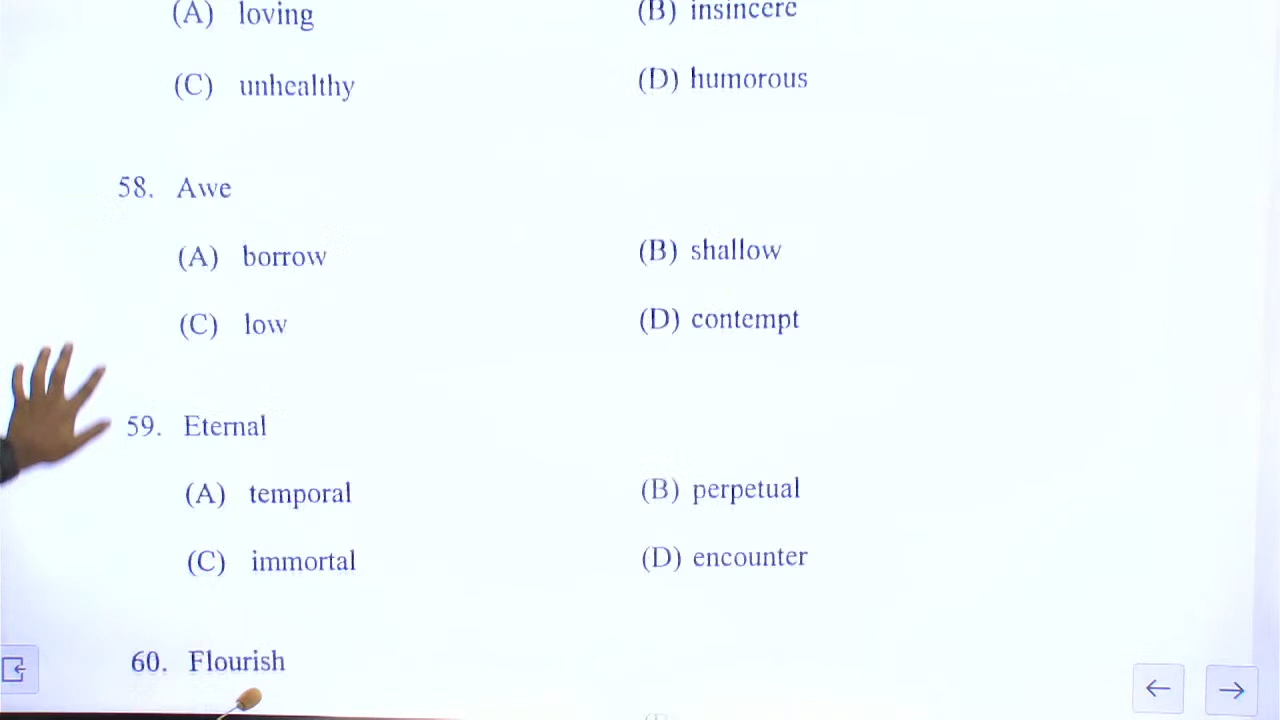 (A) loving (B) insincere
(C) unhealthy (D) humorous
58. Awe
(A) borrow (B) shallow
(C) low (D) contempt
59. Eternal
(A) temporal (B) perpetual
(C) immortal (D) encounter
60. Flourish